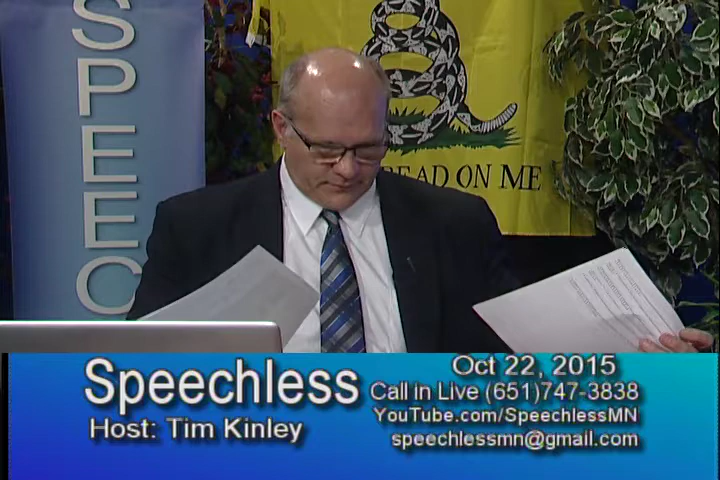 SPEEC
READ ON ME
Speechless
Host: Tim Kinley
Oct 22, 2015
Call in Live (651)747-3838
YouTube.com/SpeechlessMN
speechlessmn@gmail.com